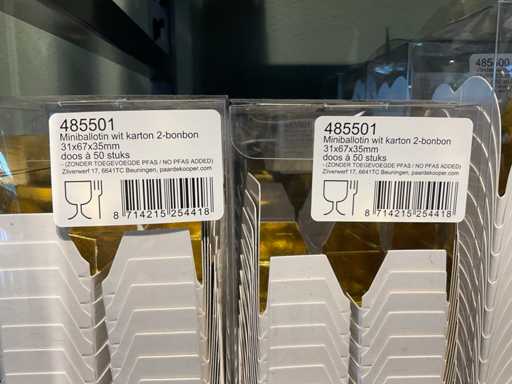 485501
Miniballotin wit karton 2-bonbon
31x67x35mm
doos à 50 stuks
- (ZONDER TOEGEVOEGDE PFAS / NO PFAS ADDED)
Zilverwerf 17, 6641TC Beuningen, paardekooper.com
8 714215 254418
485501
Miniballotin wit karton 2-bonbon
31x67x35mm
doos à 50 stuks
- (ZONDER TOEGEVOEGDE PFAS / NO PFAS ADDED)
Zilverwerf 17, 6641TC Beuningen, paardekooper.com
8 714215 254418